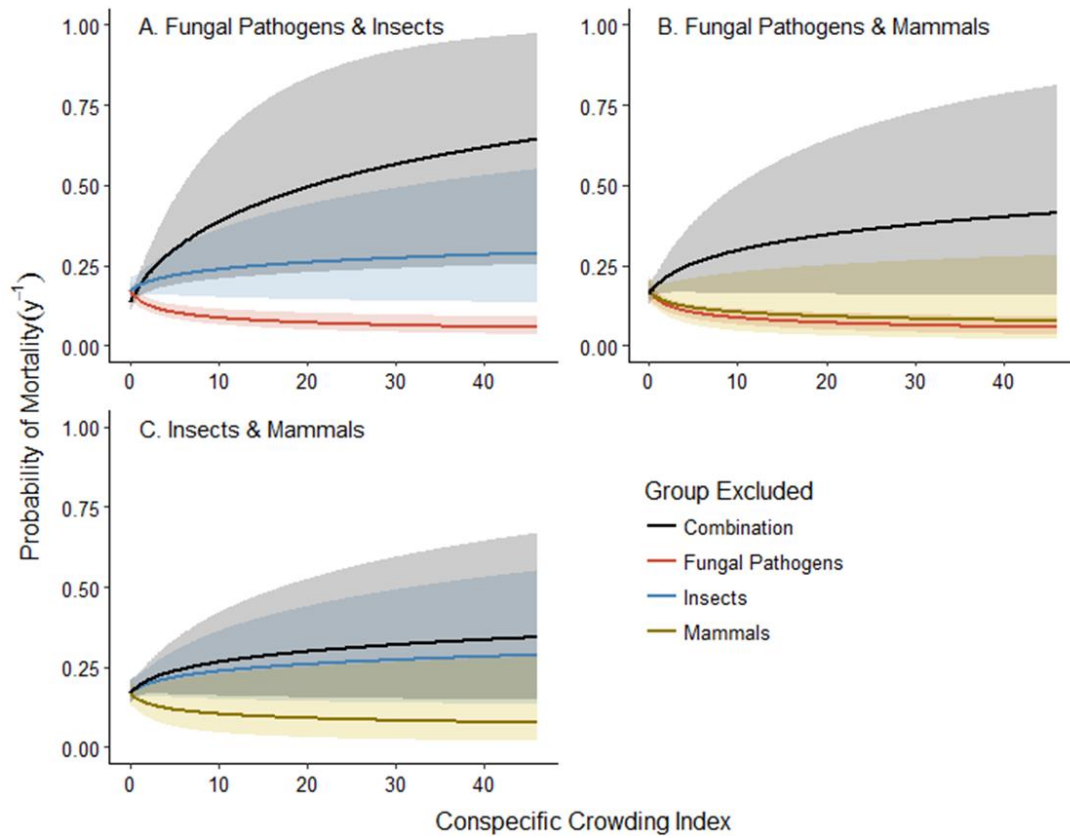 A. Fungal Pathogens & Insects
1.00
0.75
0.50
0.25
0.00
0 10 20 30 40
B. Fungal Pathogens & Mammals
1.00
0.75
0.50
0.25
0.00
0 10 20 30 40
C. Insects & Mammals
1.00
0.75
0.50
0.25
0.00
0 10 20 30 40
Probability of Mortality(y⁻¹)
Conspecific Crowding Index
Group Excluded
Combination
Fungal Pathogens
Insects
Mammals